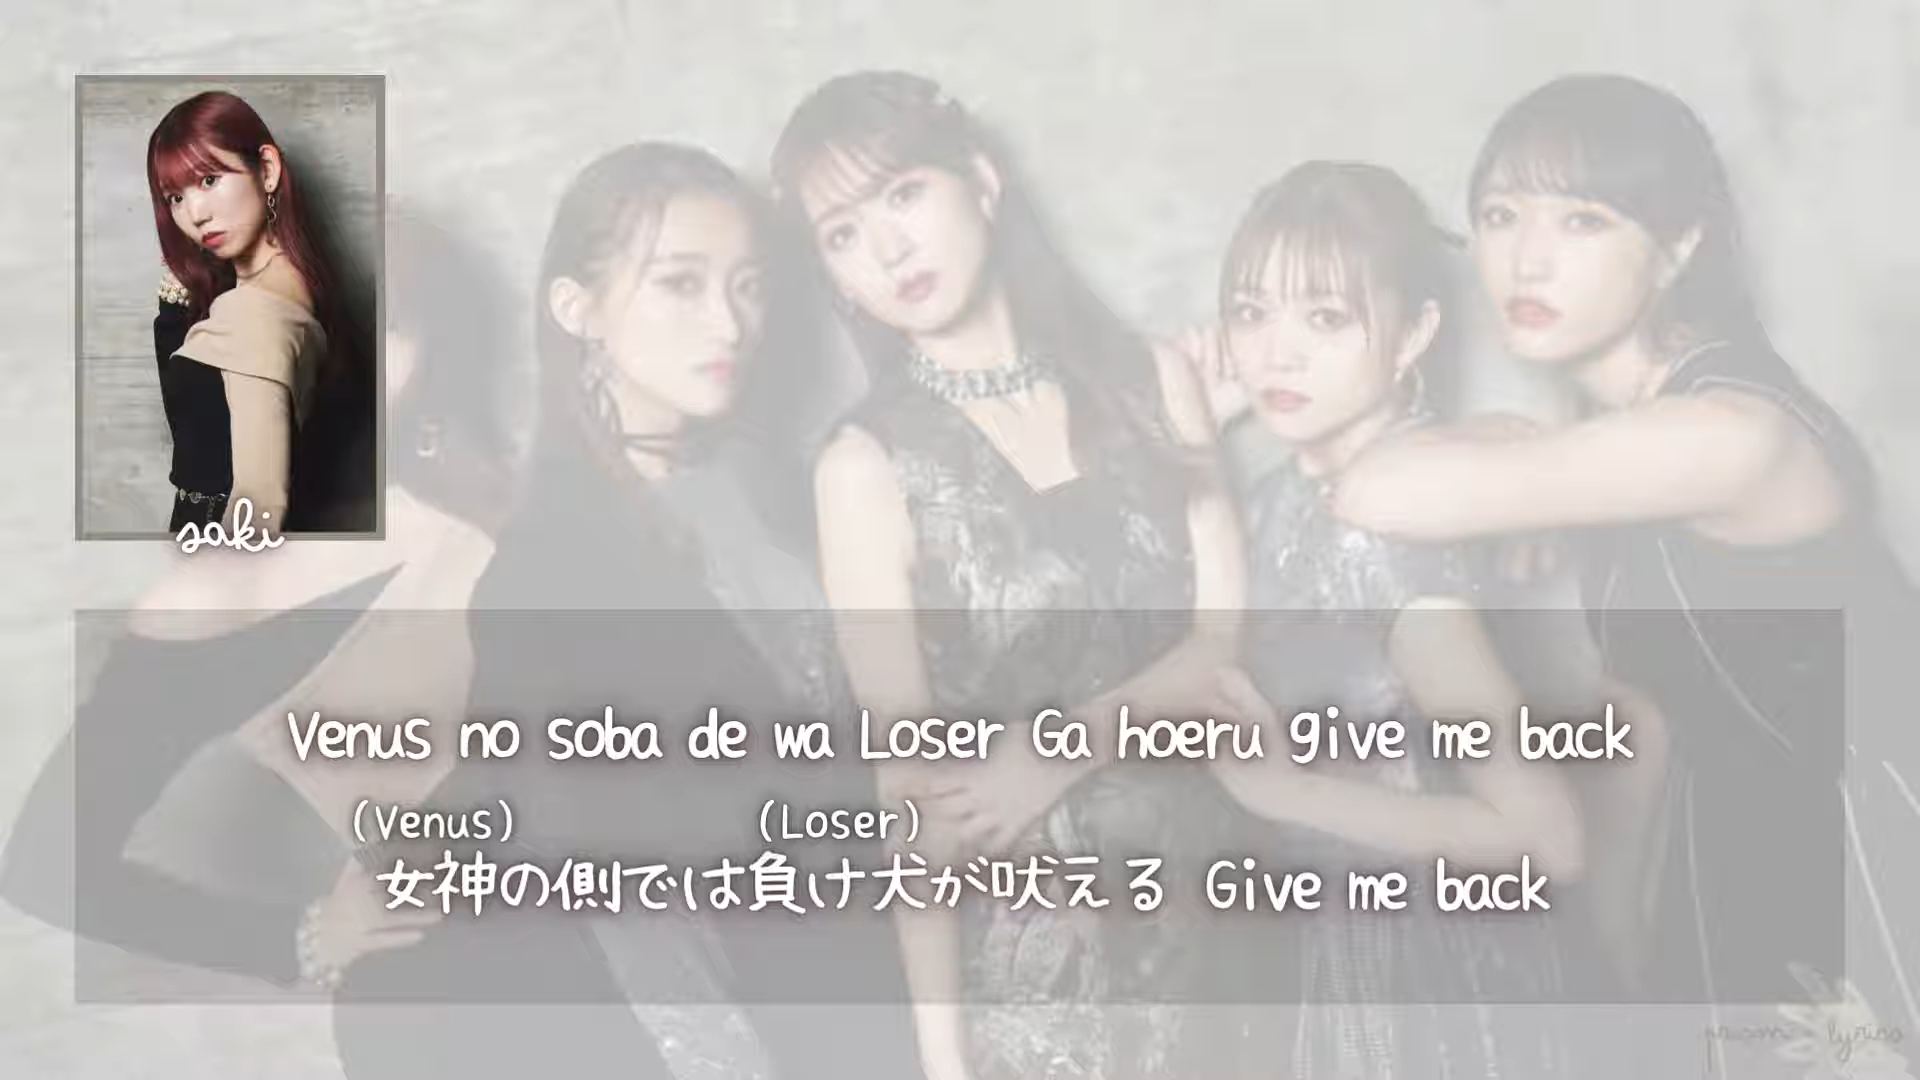 saki
Venus no soba de wa Loser Ga hoeru give me back
(Venus) (Loser)
女神の側では負け犬が吠える Give me back
lyrics